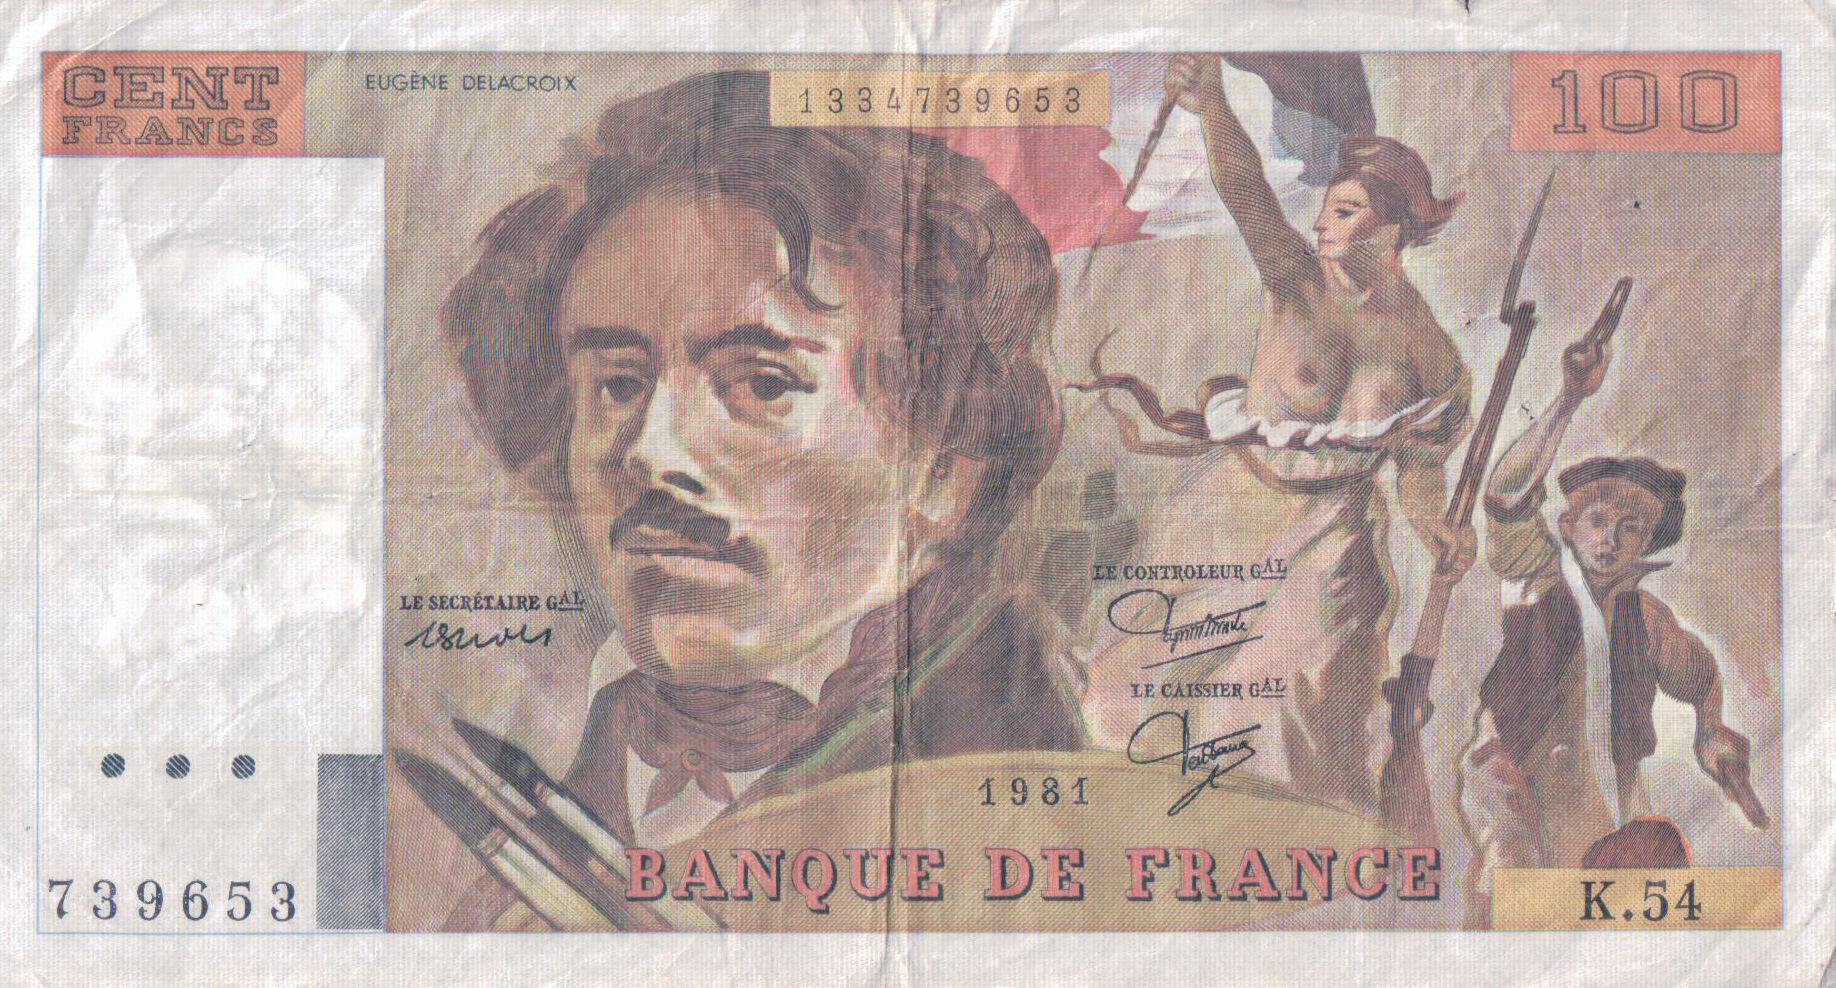 CENT
FRANCS
EUGÈNE DELACROIX
1334739653
100
LE CONTROLEUR GAL
LE SECRÉTAIRE GAL
LE CAISSIER GAL
1981
BANQUE DE FRANCE
739653
K.54